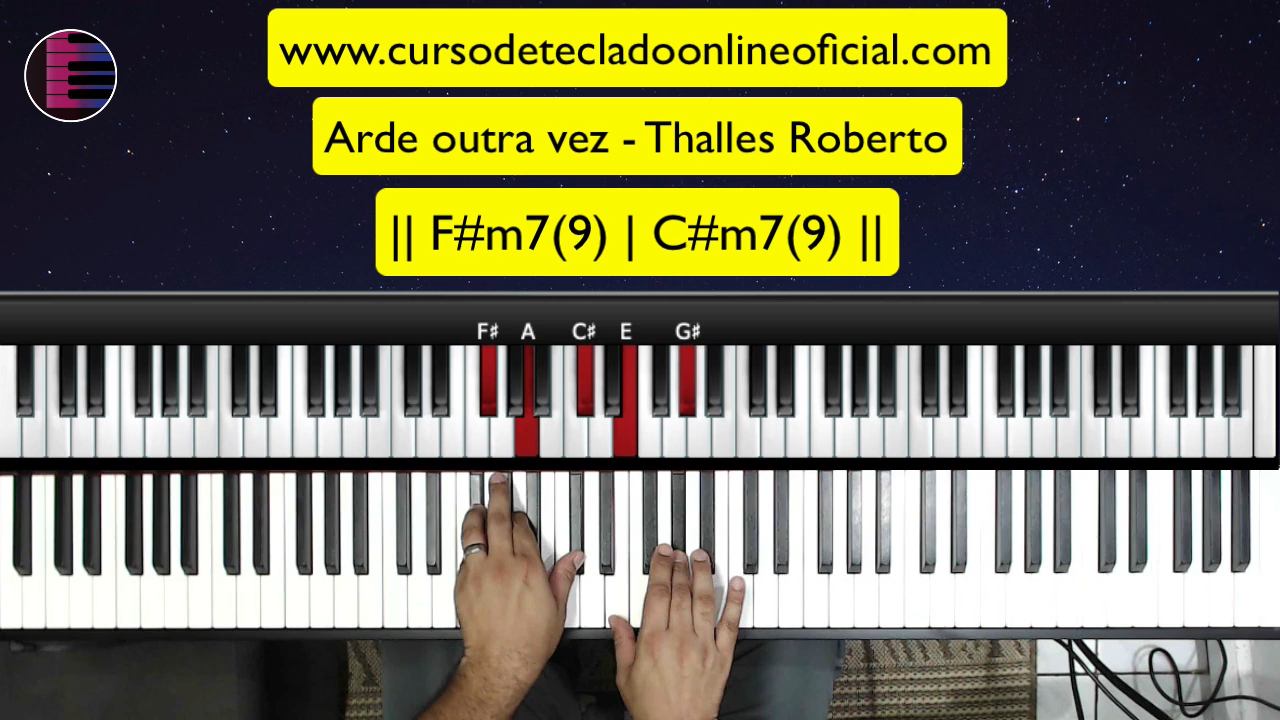 www.cursodetecladoonlineoficial.com
Arde outra vez - Thalles Roberto
|| F#m7(9) | C#m7(9) ||
F♯ A C♯ E G♯